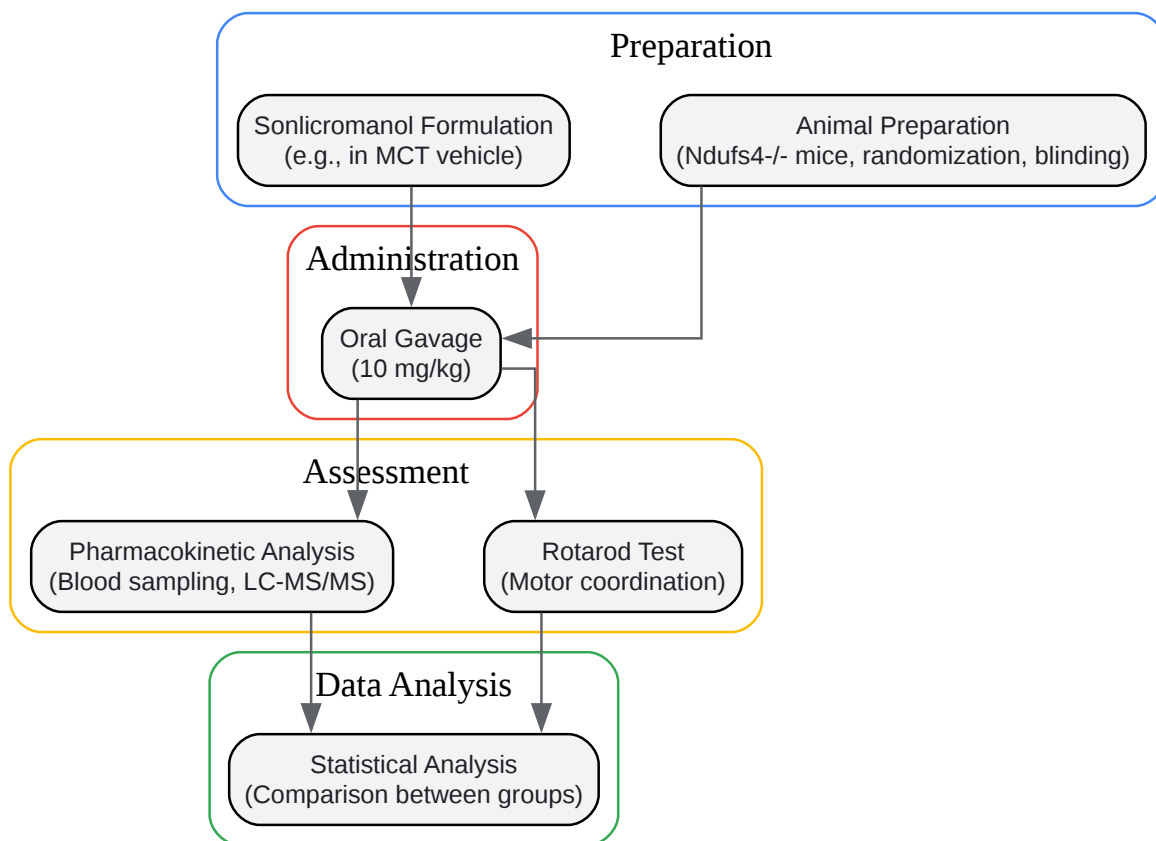 Preparation
Sonlicromanol Formulation
(e.g., in MCT vehicle)
Animal Preparation
(Ndufs4-/- mice, randomization, blinding)
Administration
Oral Gavage
(10 mg/kg)
Assessment
Pharmacokinetic Analysis
(Blood sampling, LC-MS/MS)
Rotarod Test
(Motor coordination)
Data Analysis
Statistical Analysis
(Comparison between groups)